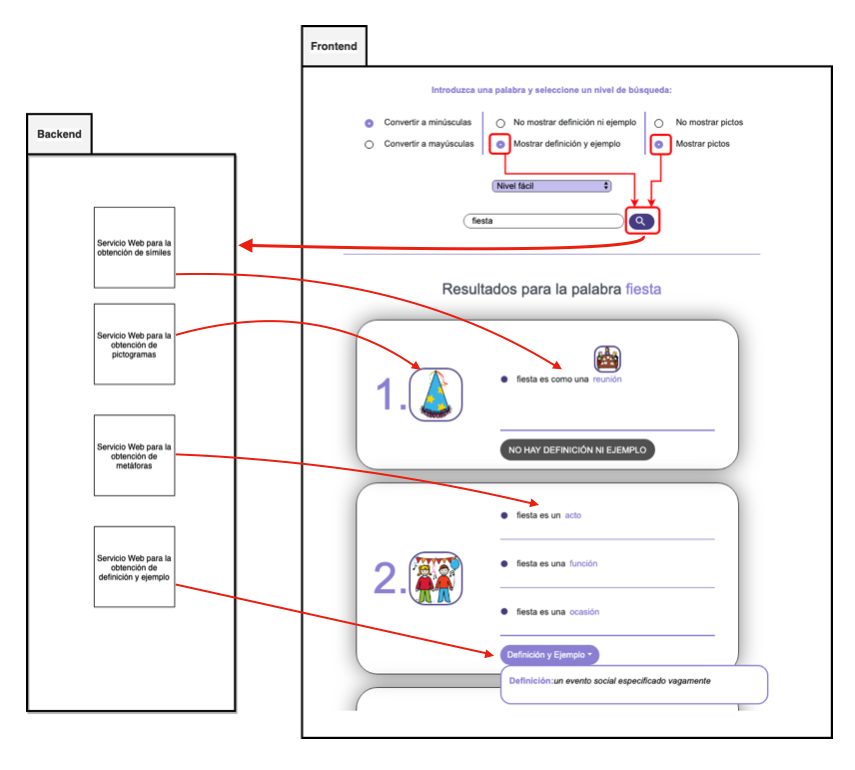 Frontend
Introduzca una palabra y seleccione un nivel de búsqueda:
Convertir a minúsculas
No mostrar definición ni ejemplo
No mostrar pictos
Convertir a mayúsculas
Mostrar definición y ejemplo
Mostrar pictos
Nivel fácil
fiesta
Backend
Servicio Web para la
obtención de símiles
Servicio Web para la
obtención de
pictogramas
Servicio Web para la
obtención de
metáforas
Servicio Web para la
obtención de
definición y ejemplo
Resultados para la palabra fiesta
1.
fiesta es como una reunión
NO HAY DEFINICIÓN NI EJEMPLO
2.
fiesta es un acto
fiesta es una función
fiesta es una ocasión
Definición y Ejemplo
Definición:un evento social especificado vagamente